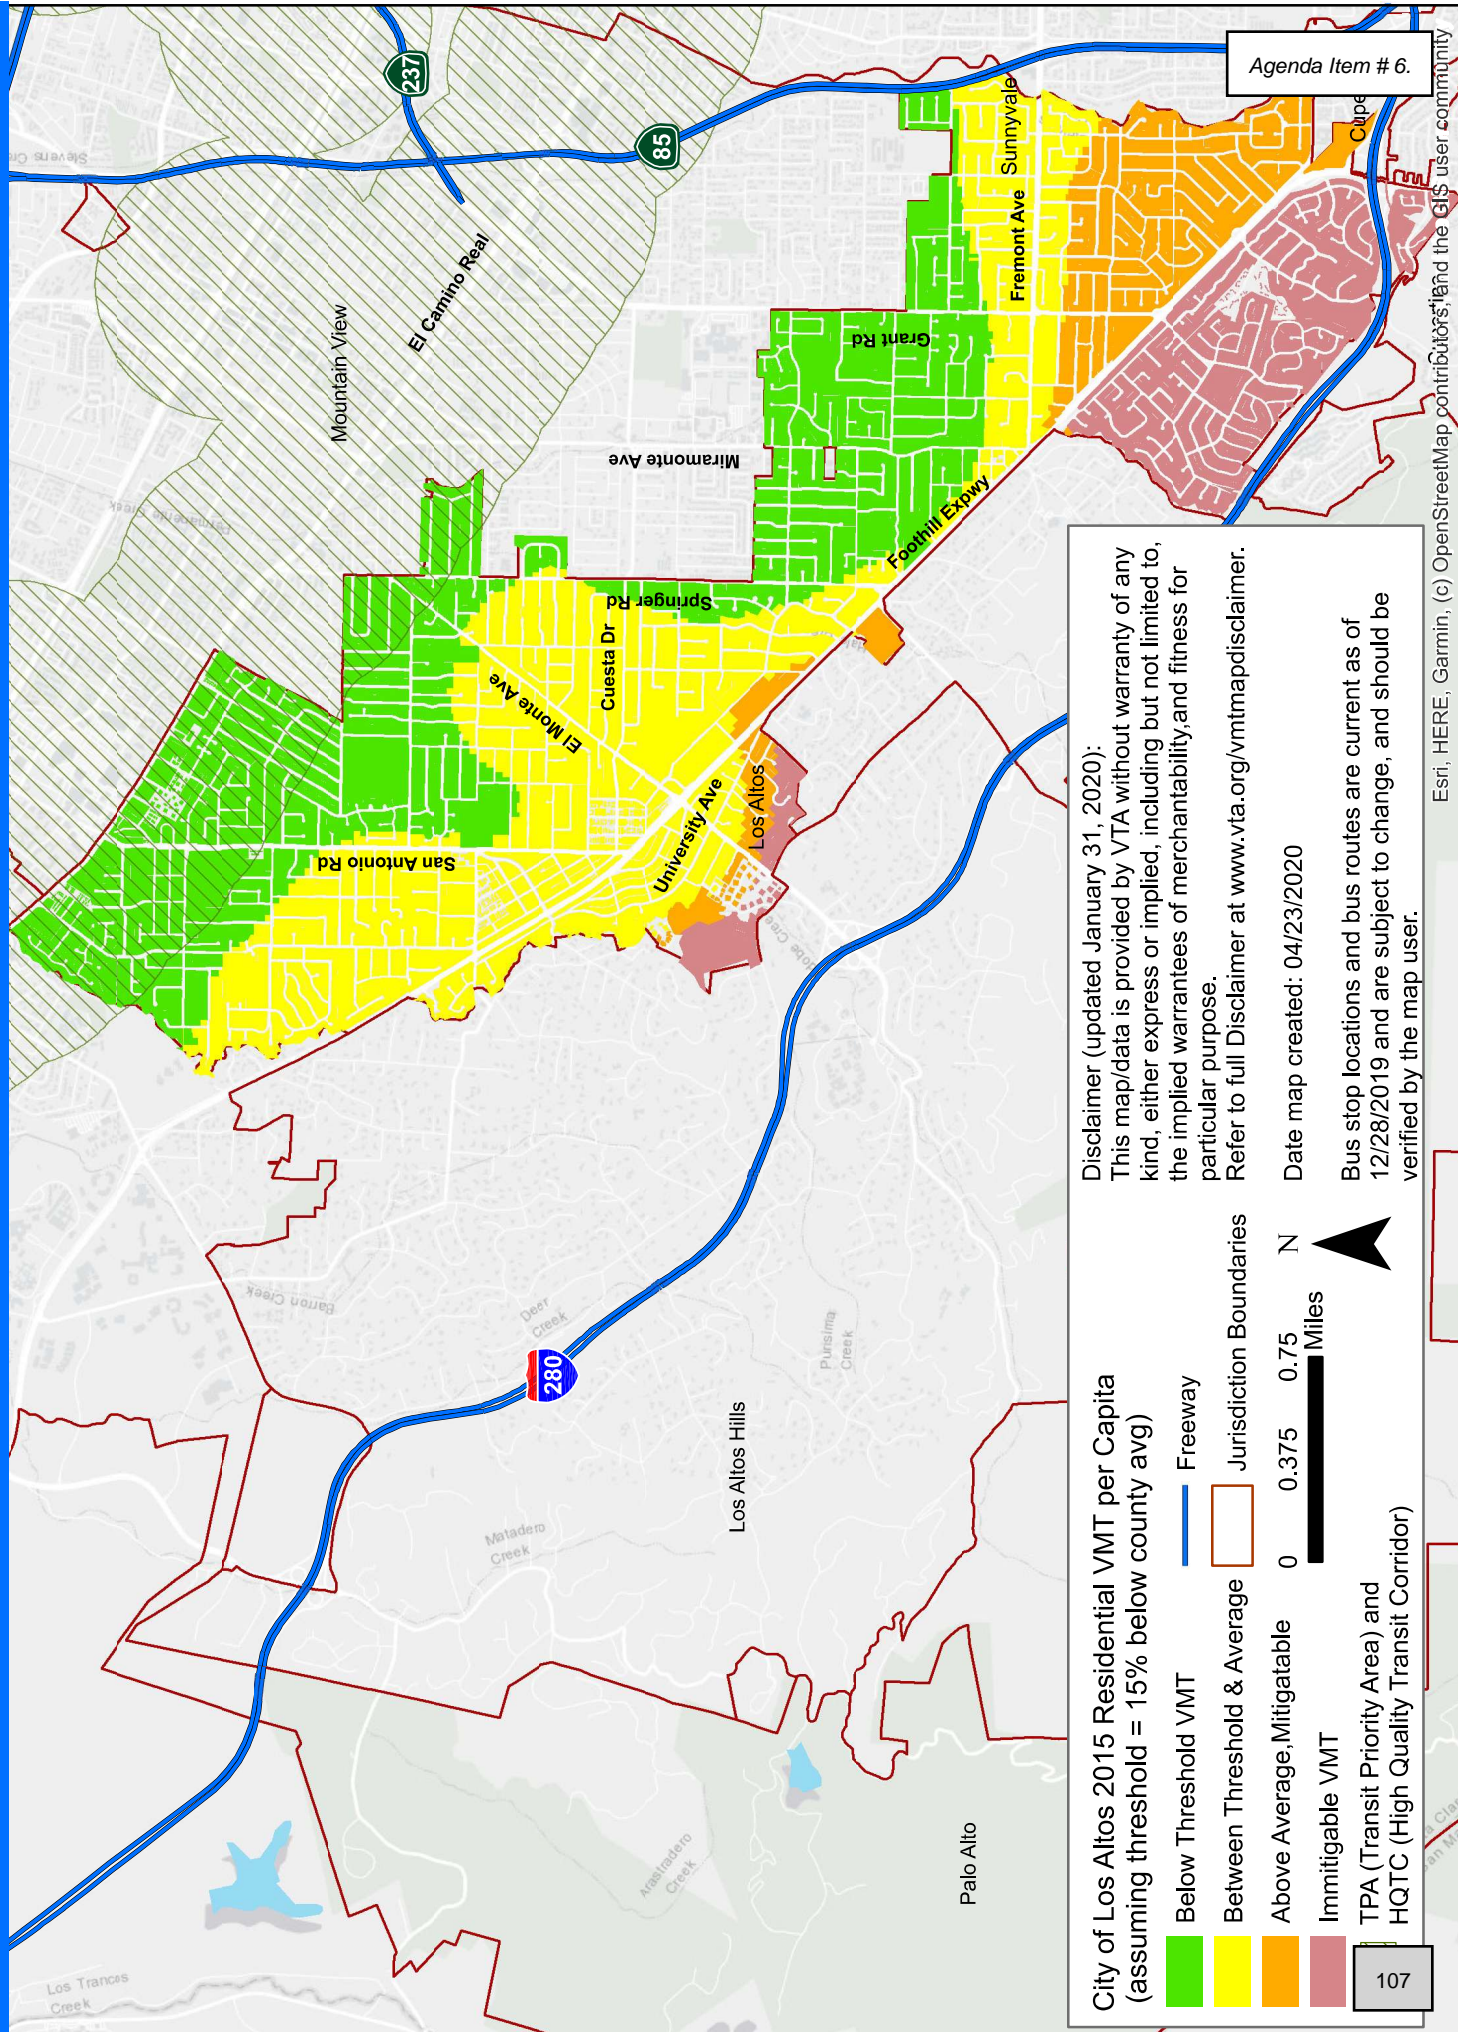 Agenda Item # 6.
237
85
280
Stevens Cre
Mountain View
El Camino Real
Permanente Creek
Miramonte Ave
Grant Rd
Fremont Ave
Sunnyvale
Cupe
Foothill Expwy
Springer Rd
Cuesta Dr
El Monte Ave
San Antonio Rd
University Ave
Los Altos
Barron Creek
Deer
Creek
Purisima
Creek
Matadero
Creek
Los Altos Hills
Arastradero
Creek
Palo Alto
Los Trancos
Creek
City of Los Altos 2015 Residential VMT per Capita
(assuming threshold = 15% below county avg)
Below Threshold VMT
Between Threshold & Average
Above Average,Mitigatable
Immitigable VMT
TPA (Transit Priority Area) and
HQTC (High Quality Transit Corridor)
Freeway
Jurisdiction Boundaries
0 0.375 0.75
Miles
N
Disclaimer (updated January 31, 2020):
This map/data is provided by VTA without warranty of any
kind, either express or implied, including but not limited to,
the implied warrantees of merchantability,and fitness for
particular purpose.
Refer to full Disclaimer at www.vta.org/vmtmapdisclaimer.
Date map created: 04/23/2020
Bus stop locations and bus routes are current as of
12/28/2019 and are subject to change, and should be
verified by the map user.
Esri, HERE, Garmin, (c) OpenStreetMap contributors, and the GIS user community
107